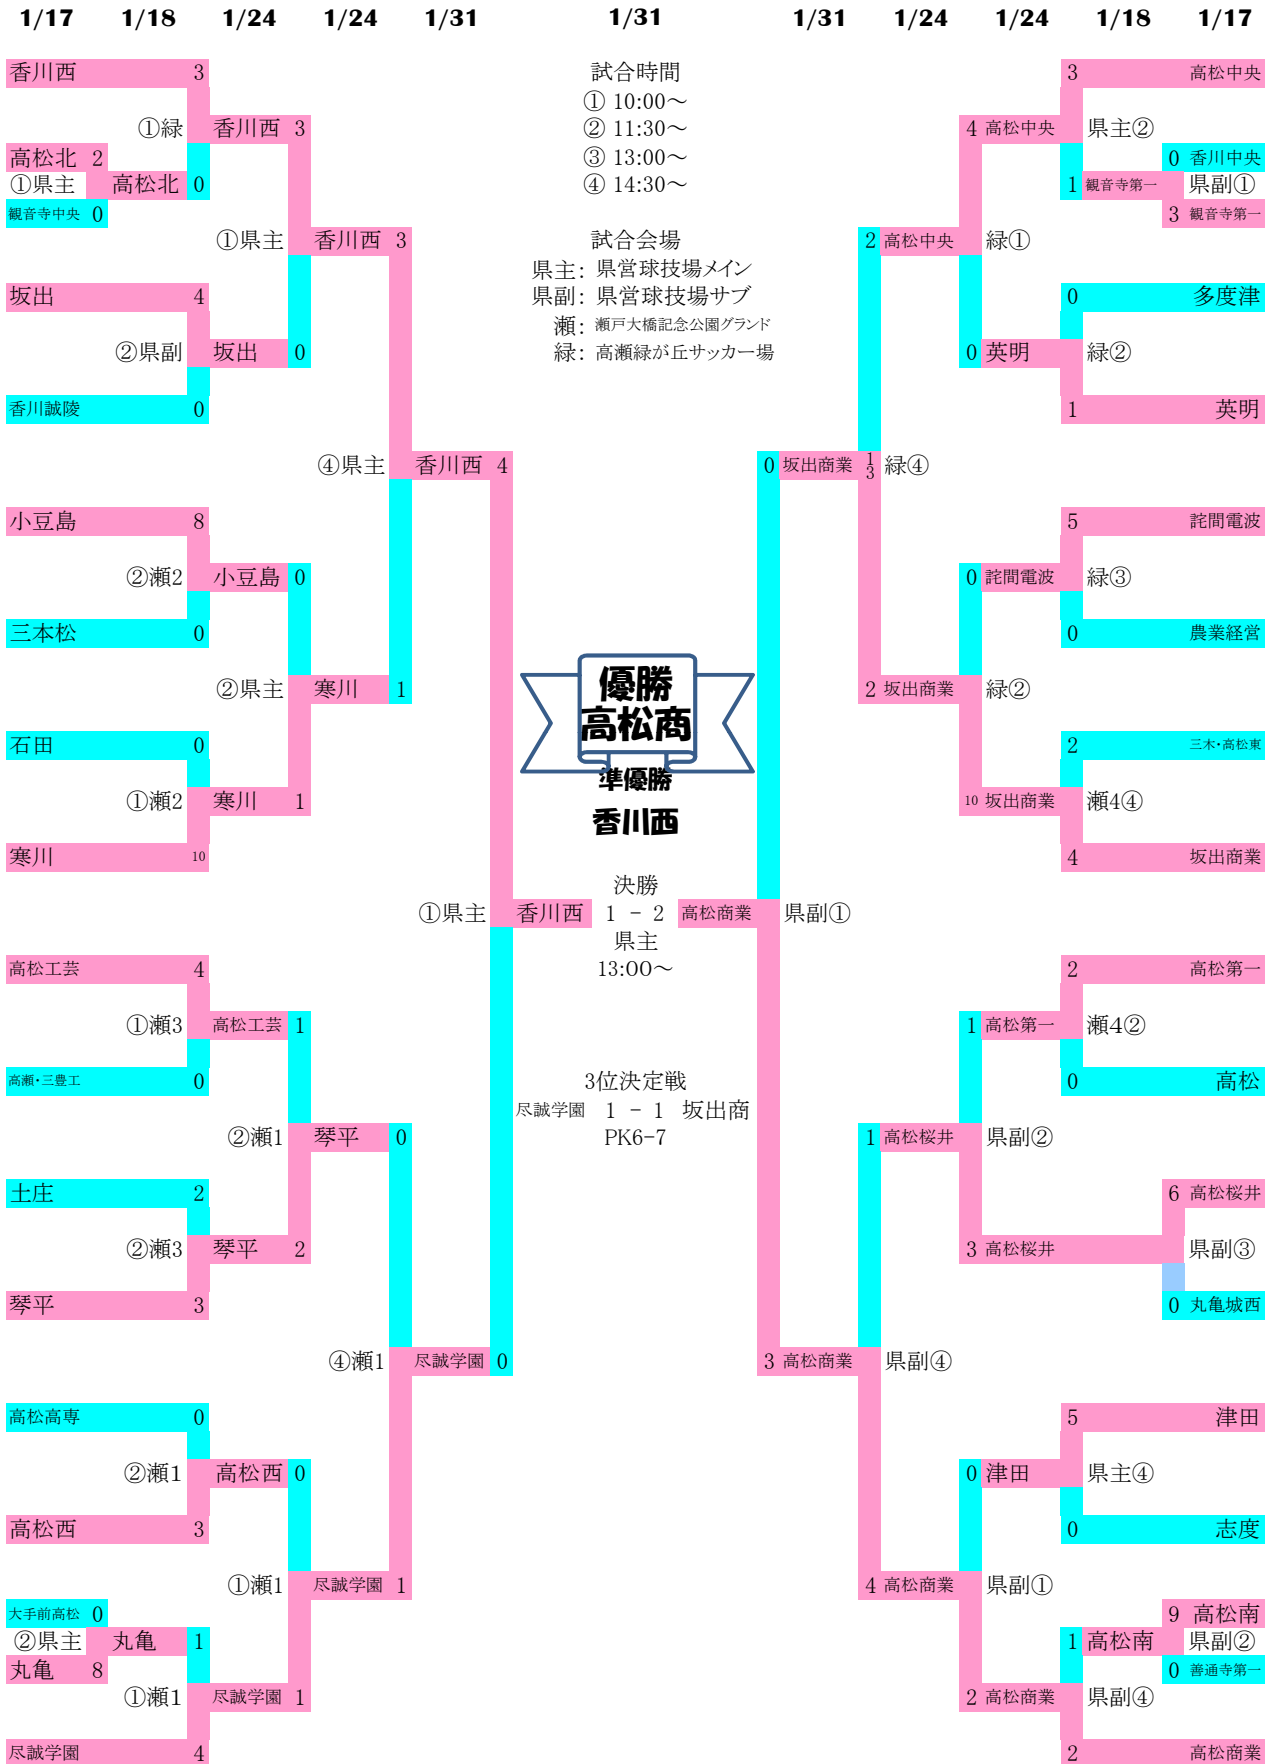 1/17 1/18 1/24 1/24 1/31 1/31 1/31 1/24 1/24 1/18 1/17
香川西 3 試合時間 3 高松中央
① 10:00～
①緑 香川西 3 ② 11:30～ 4 高松中央 県主②
高松北 2 ③ 13:00～ 0 香川中央
①県主 高松北 0 ④ 14:30～ 1 観音寺第一 県副①
観音寺中央 0 3 観音寺第一
①県主 香川西 3 試合会場 2 高松中央 緑①
県主: 県営球技場メイン
坂出 4 県副: 県営球技場サブ 0 多度津
瀬: 瀬戸大橋記念公園グランド
②県副 坂出 0 緑: 高瀬緑が丘サッカー場 0 英明 緑②
香川誠陵 0 1 英明
④県主 香川西 4 0 坂出商業 1 3 緑④
小豆島 8 5 詫間電波
②瀬2 小豆島 0 0 詫間電波 緑③
三本松 0 0 農業経営
②県主 寒川 1 優勝 2 坂出商業 緑②
高松商
石田 0 2 三木・高松東
準優勝
①瀬2 寒川 1 10 坂出商業 瀬4④
香川西
寒川 10 4 坂出商業
決勝
①県主 香川西 1 - 2 高松商業 県副①
県主
高松工芸 4 13:00～ 2 高松第一
①瀬3 高松工芸 1 1 高松第一 瀬4②
高瀬・三豊工 0 3位決定戦 0 高松
尽誠学園 1 - 1 坂出商
②瀬1 琴平 0 PK6-7 1 高松桜井 県副②
土庄 2 6 高松桜井
②瀬3 琴平 2 3 高松桜井 県副③
琴平 3 0 丸亀城西
④瀬1 尽誠学園 0 3 高松商業 県副④
高松高専 0 5 津田
②瀬1 高松西 0 0 津田 県主④
高松西 3 0 志度
①瀬1 尽誠学園 1 4 高松商業 県副①
大手前高松 0 9 高松南
②県主 丸亀 1 1 高松南 県副②
丸亀 8 0 善通寺第一
①瀬1 尽誠学園 1 2 高松商業 県副④
尽誠学園 4 2 高松商業